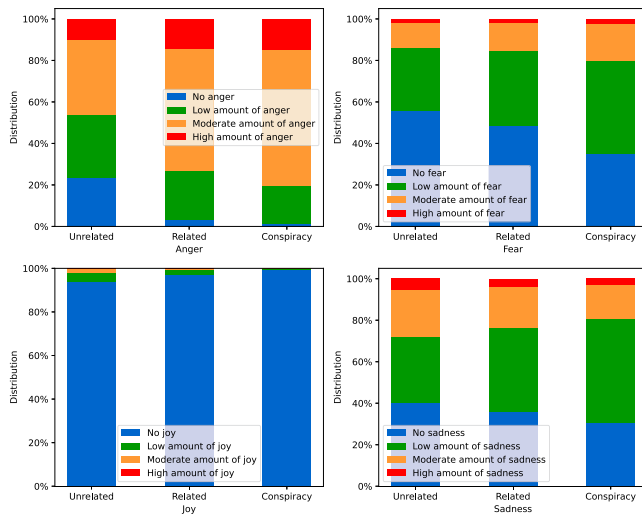 100%
80%
60%
40%
20%
0%
Distribution
No anger
Low amount of anger
Moderate amount of anger
High amount of anger
Unrelated Related Conspiracy
Anger
100%
80%
60%
40%
20%
0%
Distribution
No fear
Low amount of fear
Moderate amount of fear
High amount of fear
Unrelated Related Conspiracy
Fear
100%
80%
60%
40%
20%
0%
Distribution
No joy
Low amount of joy
Moderate amount of joy
High amount of joy
Unrelated Related Conspiracy
Joy
100%
80%
60%
40%
20%
0%
Distribution
No sadness
Low amount of sadness
Moderate amount of sadness
High amount of sadness
Unrelated Related Conspiracy
Sadness